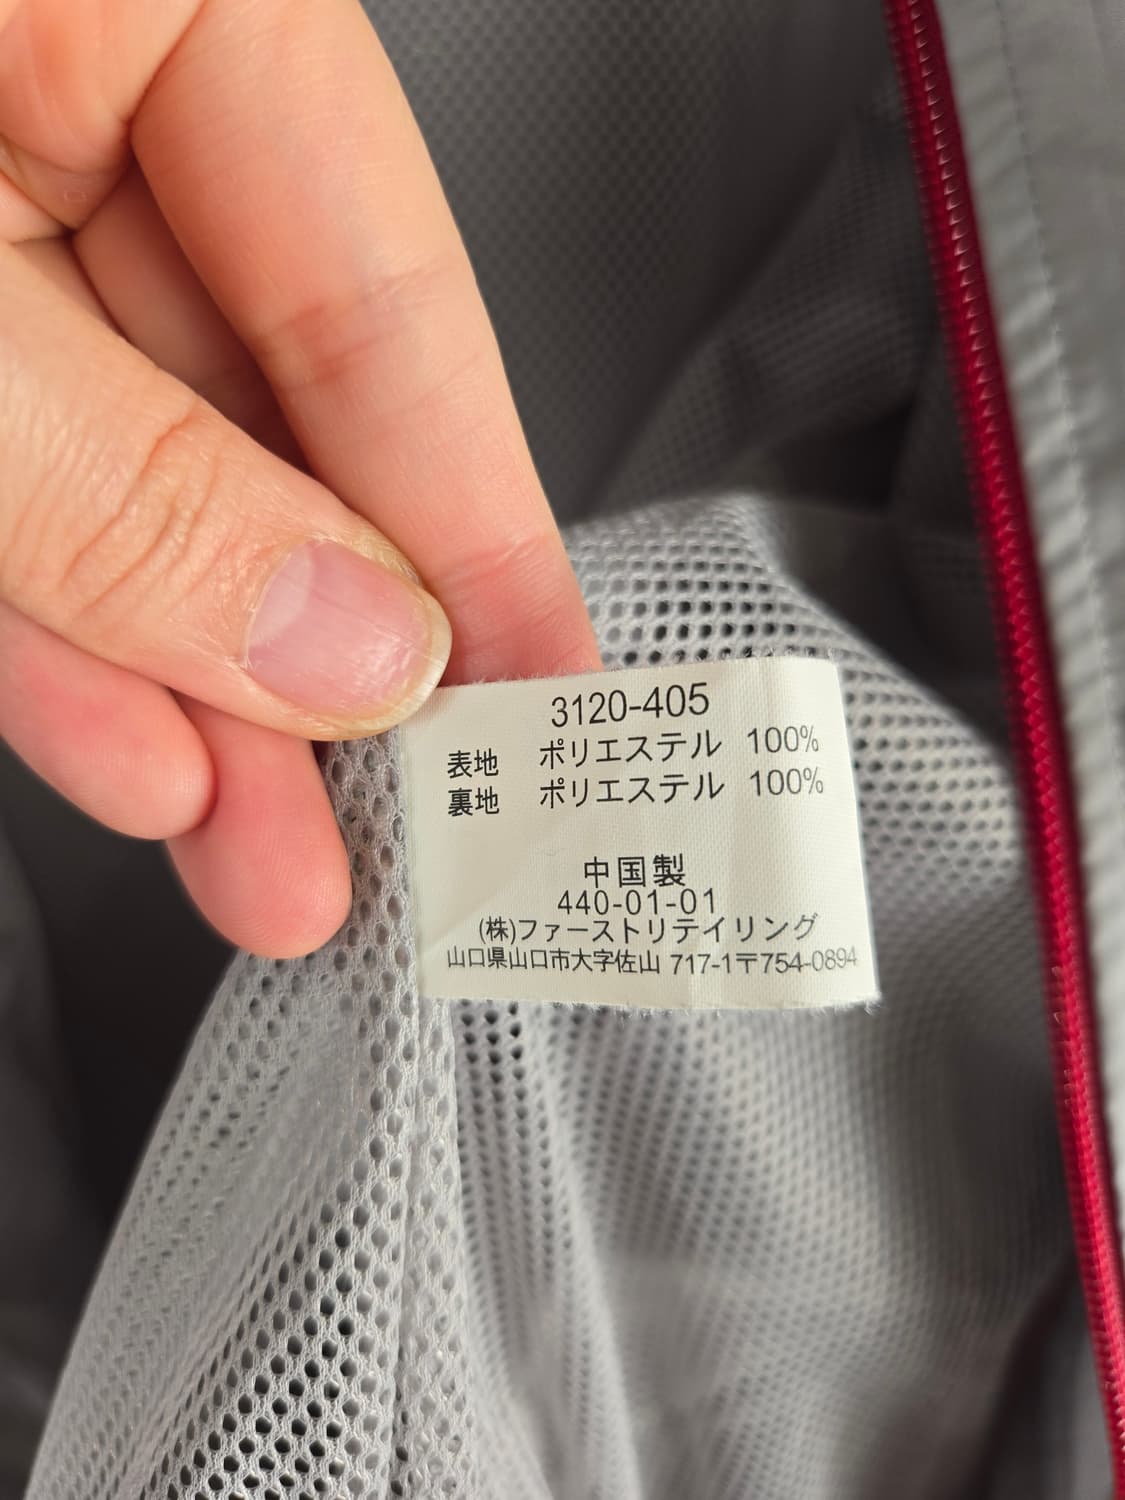 3120-405
表地 ポリエステル 100%
裏地 ポリエステル 100%
中国製
440-01-01
(株)ファーストリテイリング
山口県山口市大字佐山 717-1〒754-0894